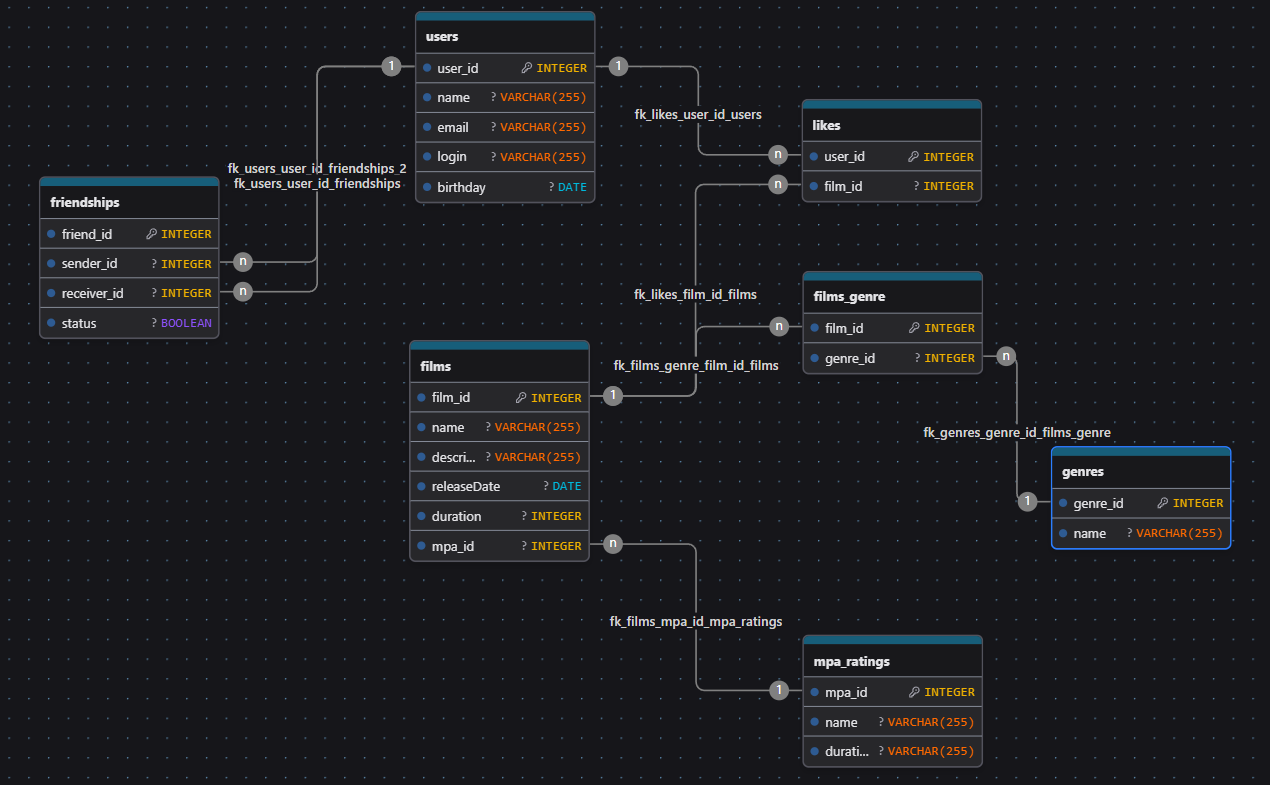 users
user_id INTEGER
name ? VARCHAR(255)
email ? VARCHAR(255)
login ? VARCHAR(255)
birthday ? DATE
1
1
fk_likes_user_id_users
n
n
likes
user_id INTEGER
film_id ? INTEGER
fk_users_user_id_friendships_2
fk_users_user_id_friendships
friendships
friend_id INTEGER
sender_id ? INTEGER
receiver_id ? INTEGER
status ? BOOLEAN
n
n
fk_likes_film_id_films
n
films_genre
film_id INTEGER
genre_id ? INTEGER
n
fk_films_genre_film_id_films
films
film_id INTEGER
name ? VARCHAR(255)
descri... ? VARCHAR(255)
releaseDate ? DATE
duration ? INTEGER
mpa_id ? INTEGER
1
n
fk_genres_genre_id_films_genre
1
genres
genre_id INTEGER
name ? VARCHAR(255)
fk_films_mpa_id_mpa_ratings
1
mpa_ratings
mpa_id INTEGER
name ? VARCHAR(255)
durati... ? VARCHAR(255)